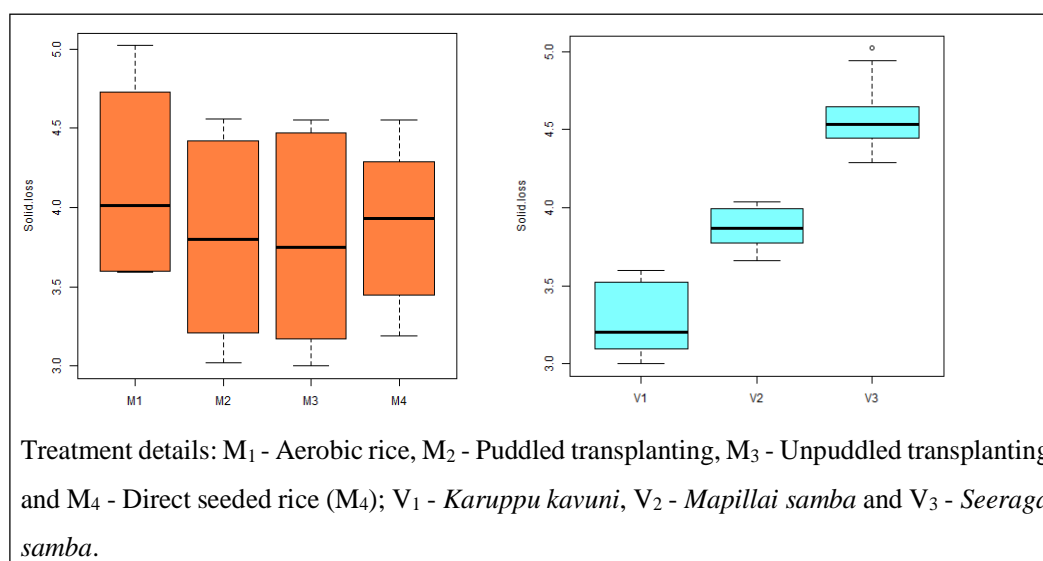 5.0
4.5
4.0
3.5
3.0
Solid.loss
M1 M2 M3 M4
5.0
4.5
4.0
3.5
3.0
Solid.loss
V1 V2 V3
Treatment details: M₁ - Aerobic rice, M₂ - Puddled transplanting, M₃ - Unpuddled transplanting
and M₄ - Direct seeded rice (M₄); V₁ - Karuppu kavuni, V₂ - Mapillai samba and V₃ - Seeraga
samba.